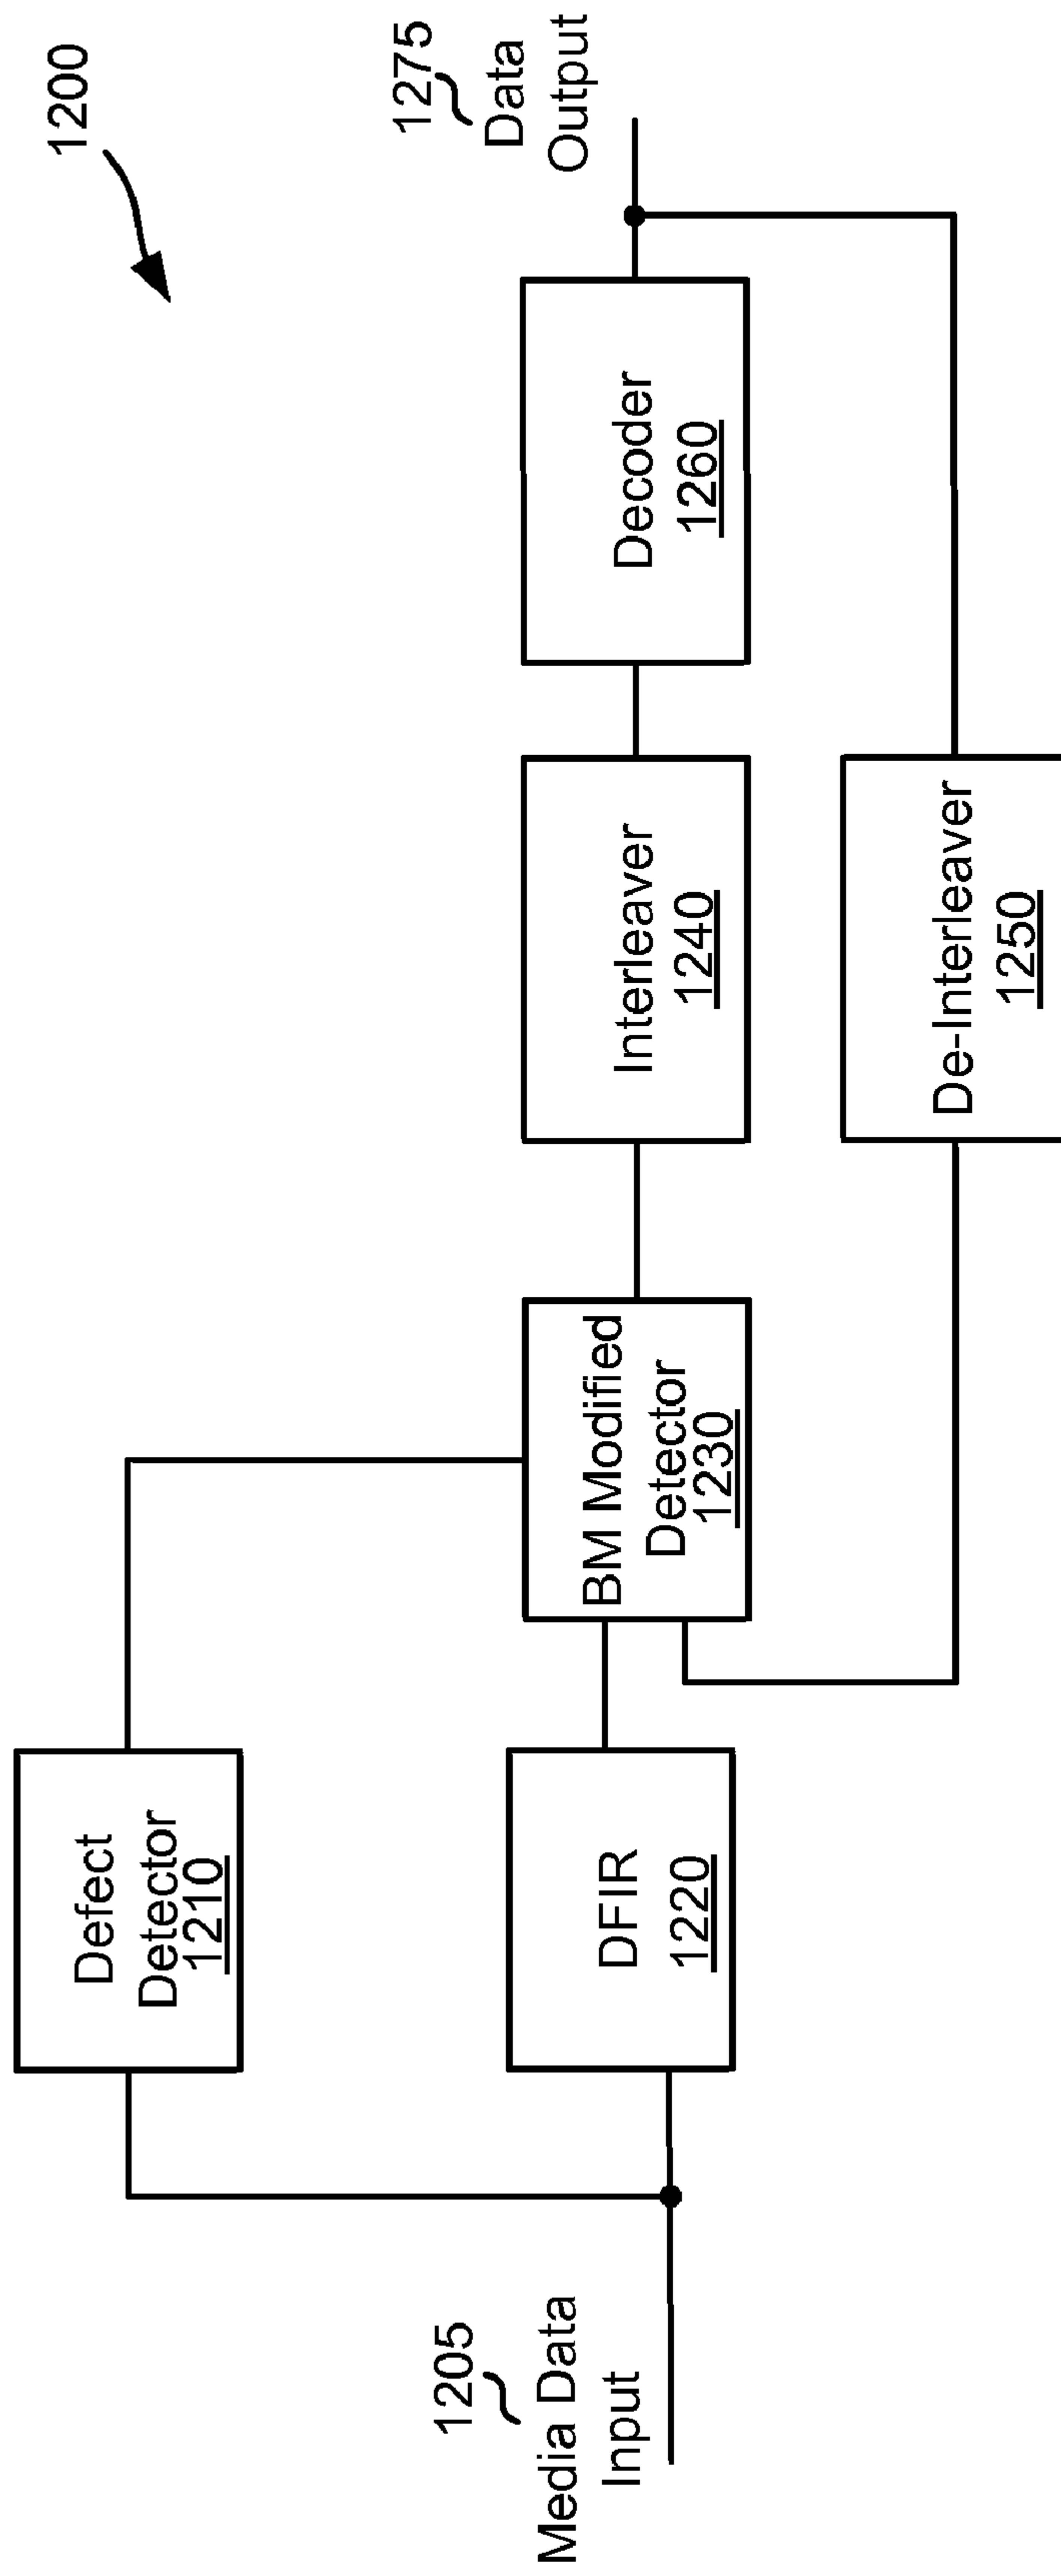 1200
1205
Media Data
Input
Defect
Detector
1210
DFIR
1220
BM Modified
Detector
1230
Interleaver
1240
De-Interleaver
1250
Decoder
1260
1275
Data
Output